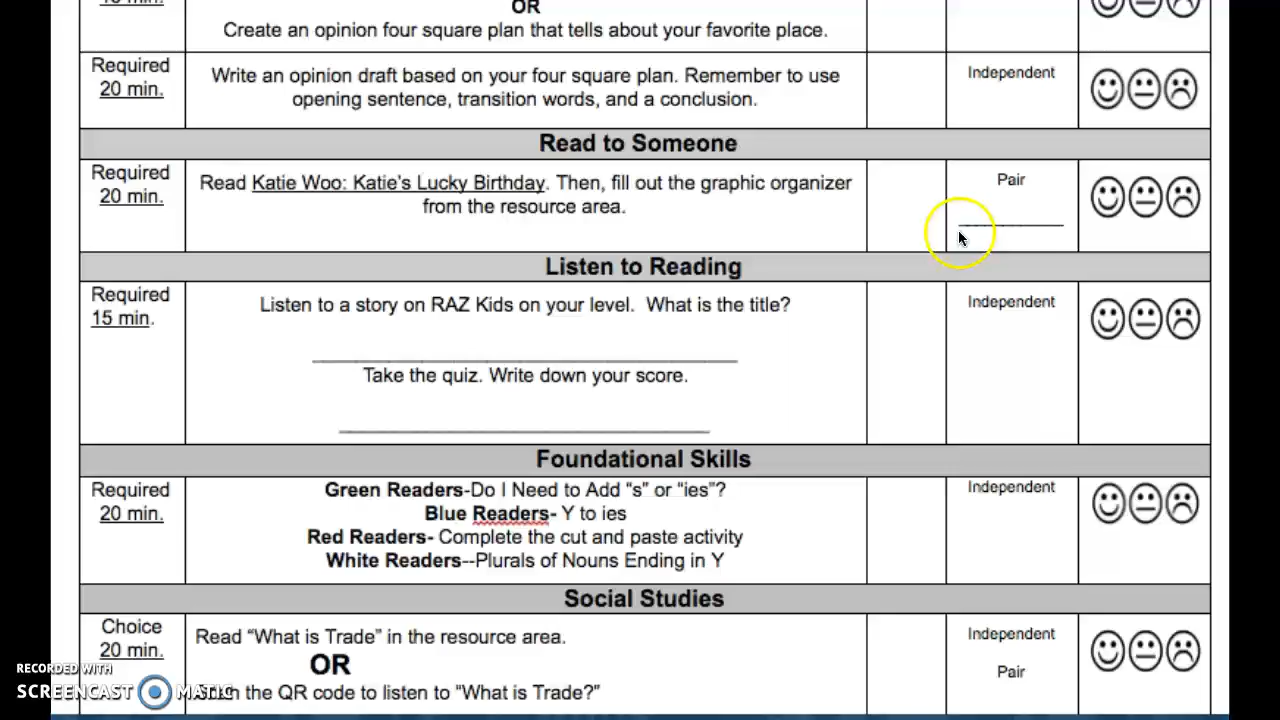 OR
Create an opinion four square plan that tells about your favorite place.
Required
20 min.
Write an opinion draft based on your four square plan. Remember to use
opening sentence, transition words, and a conclusion.
Independent
Read to Someone
Required
20 min.
Read Katie Woo: Katie's Lucky Birthday. Then, fill out the graphic organizer
from the resource area.
Pair
Listen to Reading
Required
15 min.
Listen to a story on RAZ Kids on your level. What is the title?
Take the quiz. Write down your score.
Independent
Foundational Skills
Required
20 min.
Green Readers-Do I Need to Add “s” or “ies”?
Blue Readers- Y to ies
Red Readers- Complete the cut and paste activity
White Readers--Plurals of Nouns Ending in Y
Independent
Social Studies
Choice
20 min.
Read “What is Trade” in the resource area.
OR
the QR code to listen to “What is Trade?”
Independent
Pair
RECORDED WITH
SCREENCAST MATIC